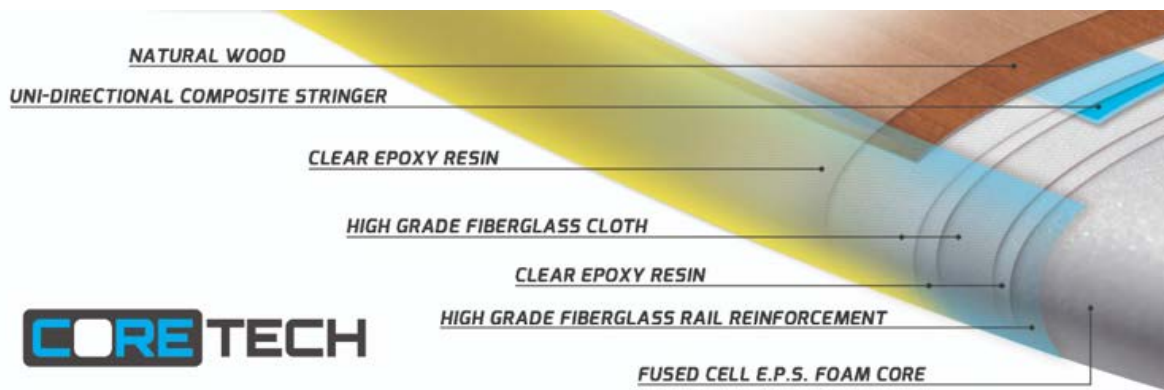 NATURAL WOOD
UNI-DIRECTIONAL COMPOSITE STRINGER
CLEAR EPOXY RESIN
HIGH GRADE FIBERGLASS CLOTH
CLEAR EPOXY RESIN
HIGH GRADE FIBERGLASS RAIL REINFORCEMENT
CORETECH
FUSED CELL E.P.S. FOAM CORE